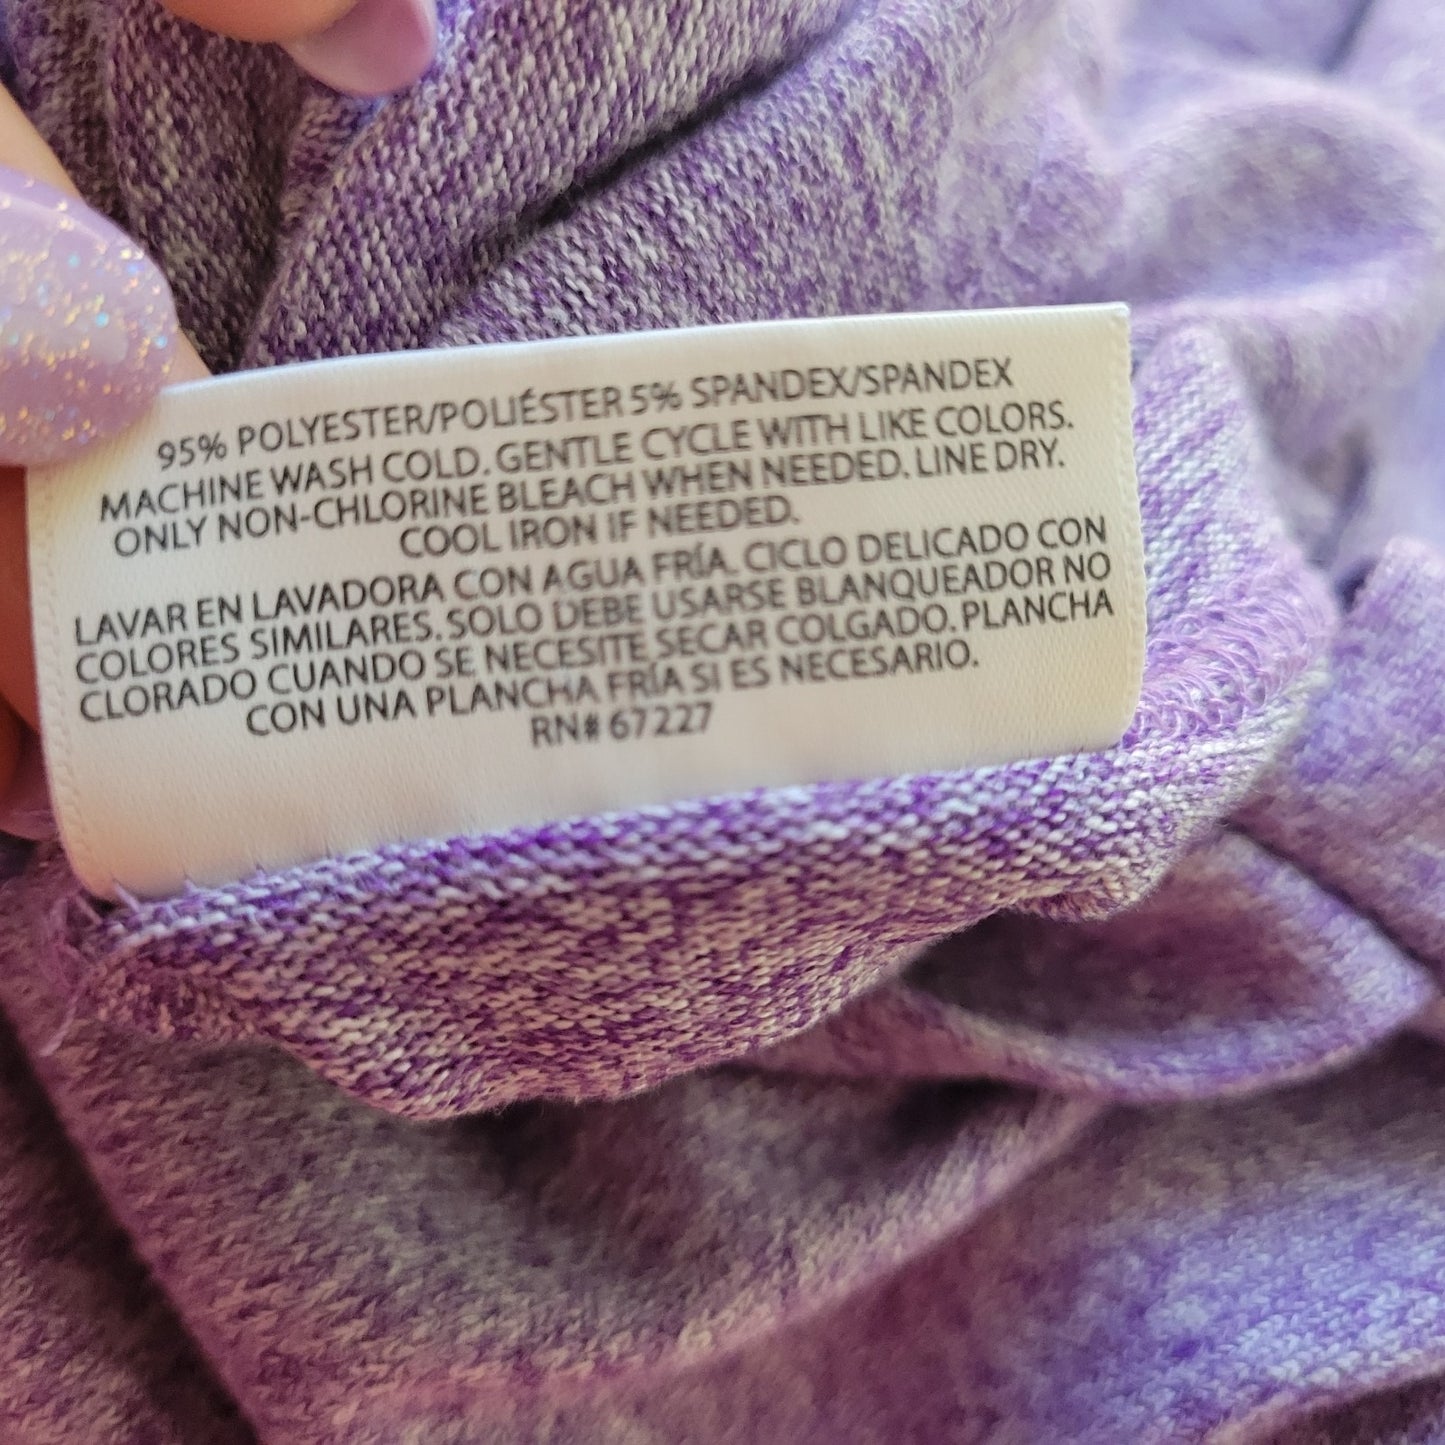 95% POLYESTER/POLIÉSTER 5% SPANDEX/SPANDEX
MACHINE WASH COLD. GENTLE CYCLE WITH LIKE COLORS.
ONLY NON-CHLORINE BLEACH WHEN NEEDED. LINE DRY.
COOL IRON IF NEEDED.
LAVAR EN LAVADORA CON AGUA FRÍA. CICLO DELICADO CON
COLORES SIMILARES. SOLO DEBE USARSE BLANQUEADOR NO
CLORADO CUANDO SE NECESITE SECAR COLGADO. PLANCHA
CON UNA PLANCHA FRÍA SI ES NECESARIO.
RN# 67227